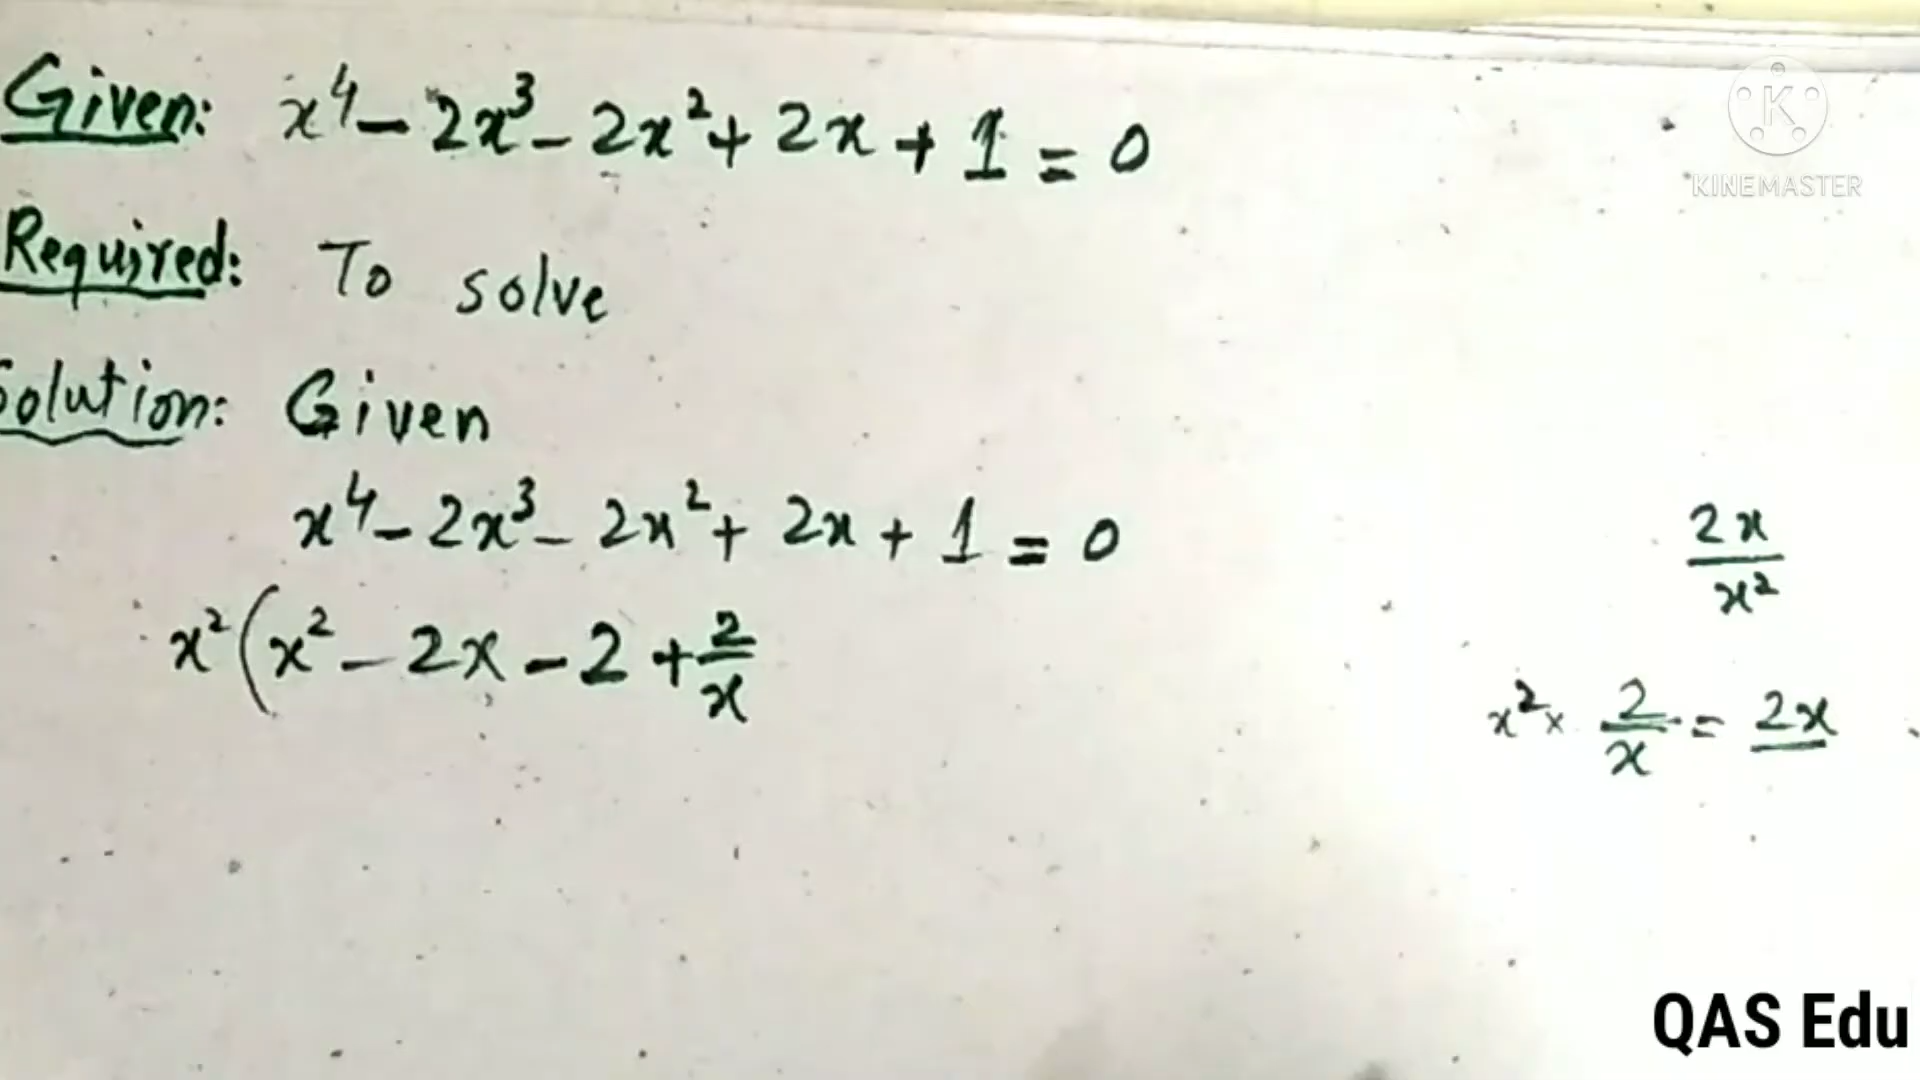 Given: x⁴ - 2x³ - 2x² + 2x + 1 = 0
KINEMASTER
Required: To solve
Solution: Given
x⁴ - 2x³ - 2x² + 2x + 1 = 0
2x/x²
x² (x² - 2x - 2 + 2/x
x² × 2/x = 2x
QAS Edu